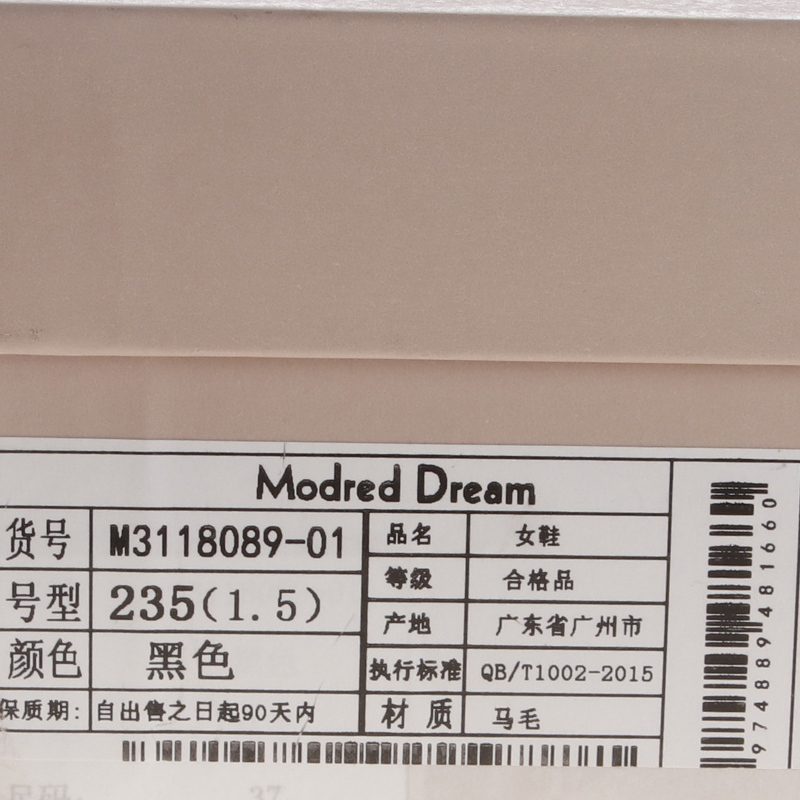 Modred Dream
货号 M3118089-01
品名 女鞋
等级 合格品
号型 235(1.5)
产地 广东省广州市
颜色 黑色
执行标准 QB/T1002-2015
保质期: 自出售之日起90天内
材质 马毛
974889481660
尺码: 37